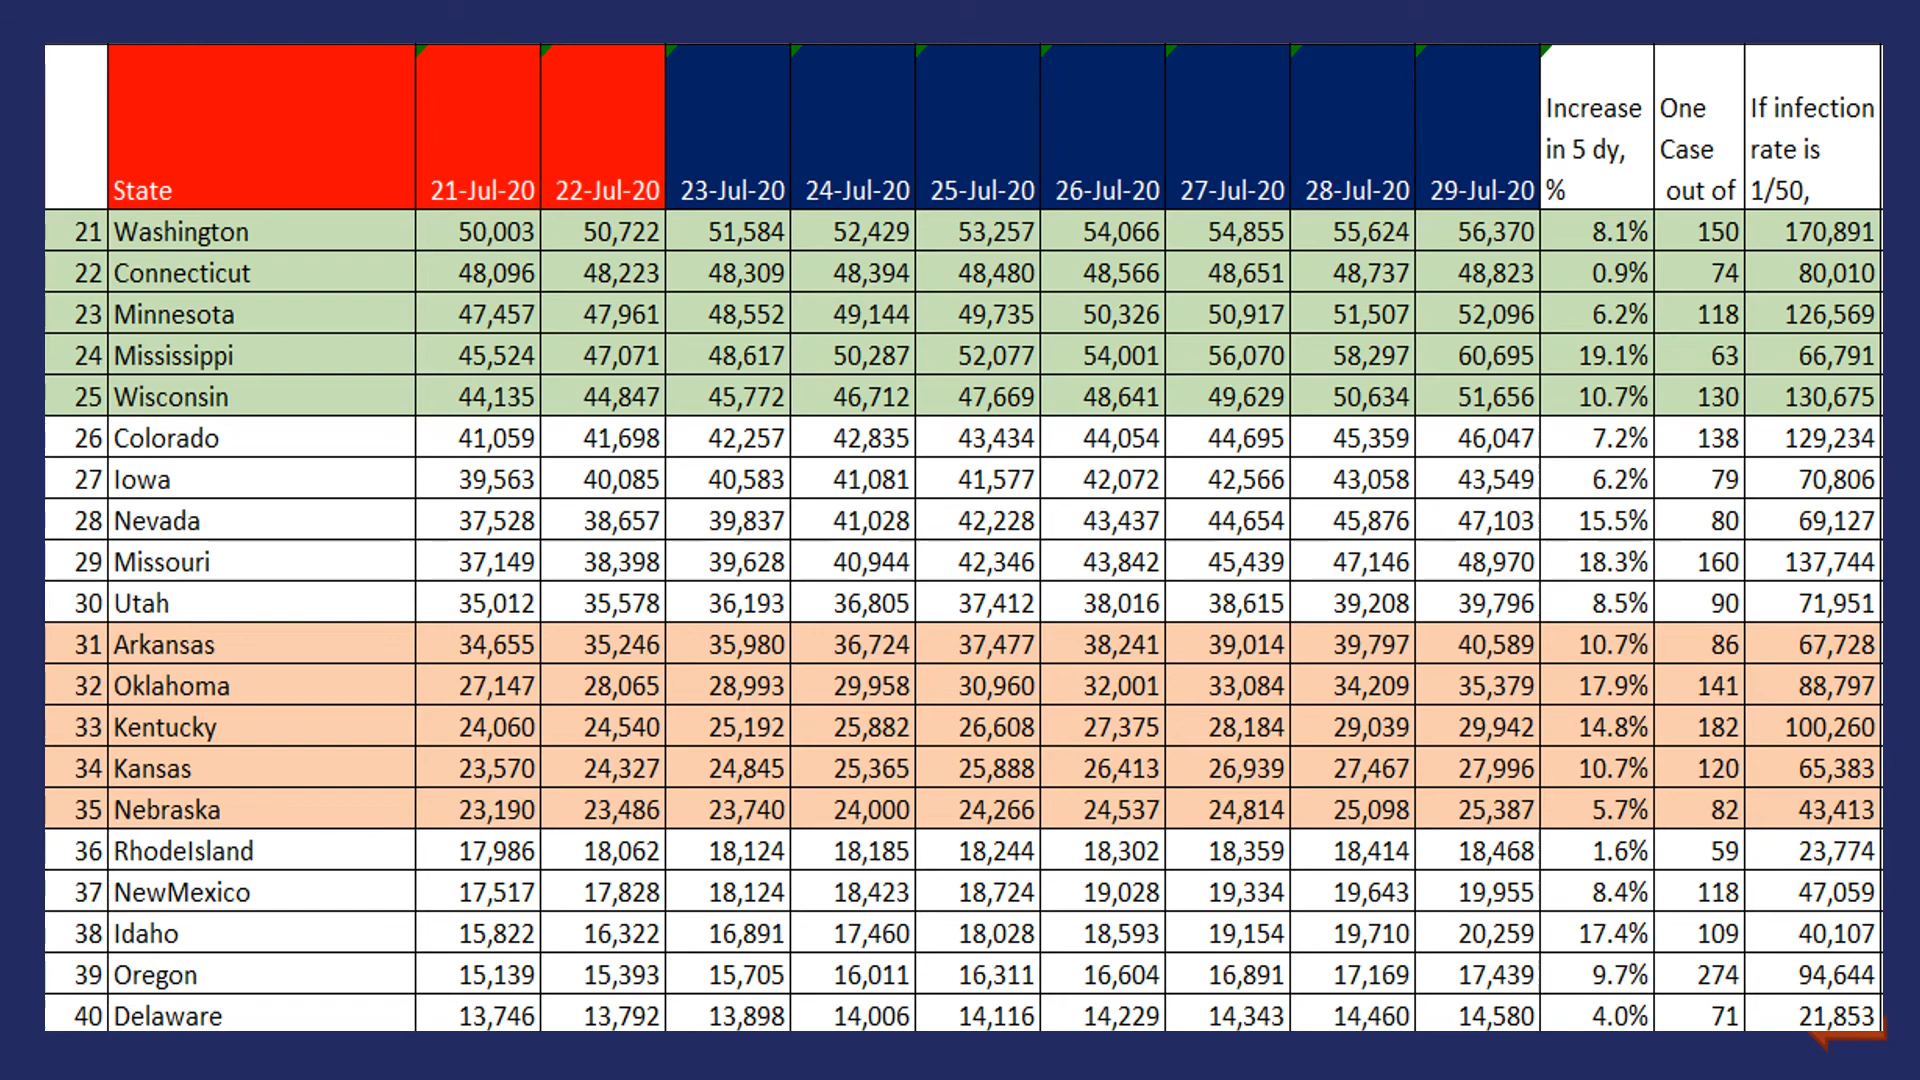 State 21-Jul-20 22-Jul-20 23-Jul-20 24-Jul-20 25-Jul-20 26-Jul-20 27-Jul-20 28-Jul-20 29-Jul-20 Increase in 5 dy, % One Case out of If infection rate is 1/50,
21 Washington 50,003 50,722 51,584 52,429 53,257 54,066 54,855 55,624 56,370 8.1% 150 170,891
22 Connecticut 48,096 48,223 48,309 48,394 48,480 48,566 48,651 48,737 48,823 0.9% 74 80,010
23 Minnesota 47,457 47,961 48,552 49,144 49,735 50,326 50,917 51,507 52,096 6.2% 118 126,569
24 Mississippi 45,524 47,071 48,617 50,287 52,077 54,001 56,070 58,297 60,695 19.1% 63 66,791
25 Wisconsin 44,135 44,847 45,772 46,712 47,669 48,641 49,629 50,634 51,656 10.7% 130 130,675
26 Colorado 41,059 41,698 42,257 42,835 43,434 44,054 44,695 45,359 46,047 7.2% 138 129,234
27 Iowa 39,563 40,085 40,583 41,081 41,577 42,072 42,566 43,058 43,549 6.2% 79 70,806
28 Nevada 37,528 38,657 39,837 41,028 42,228 43,437 44,654 45,876 47,103 15.5% 80 69,127
29 Missouri 37,149 38,398 39,628 40,944 42,346 43,842 45,439 47,146 48,970 18.3% 160 137,744
30 Utah 35,012 35,578 36,193 36,805 37,412 38,016 38,615 39,208 39,796 8.5% 90 71,951
31 Arkansas 34,655 35,246 35,980 36,724 37,477 38,241 39,014 39,797 40,589 10.7% 86 67,728
32 Oklahoma 27,147 28,065 28,993 29,958 30,960 32,001 33,084 34,209 35,379 17.9% 141 88,797
33 Kentucky 24,060 24,540 25,192 25,882 26,608 27,375 28,184 29,039 29,942 14.8% 182 100,260
34 Kansas 23,570 24,327 24,845 25,365 25,888 26,413 26,939 27,467 27,996 10.7% 120 65,383
35 Nebraska 23,190 23,486 23,740 24,000 24,266 24,537 24,814 25,098 25,387 5.7% 82 43,413
36 RhodeIsland 17,986 18,062 18,124 18,185 18,244 18,302 18,359 18,414 18,468 1.6% 59 23,774
37 NewMexico 17,517 17,828 18,124 18,423 18,724 19,028 19,334 19,643 19,955 8.4% 118 47,059
38 Idaho 15,822 16,322 16,891 17,460 18,028 18,593 19,154 19,710 20,259 17.4% 109 40,107
39 Oregon 15,139 15,393 15,705 16,011 16,311 16,604 16,891 17,169 17,439 9.7% 274 94,644
40 Delaware 13,746 13,792 13,898 14,006 14,116 14,229 14,343 14,460 14,580 4.0% 71 21,853